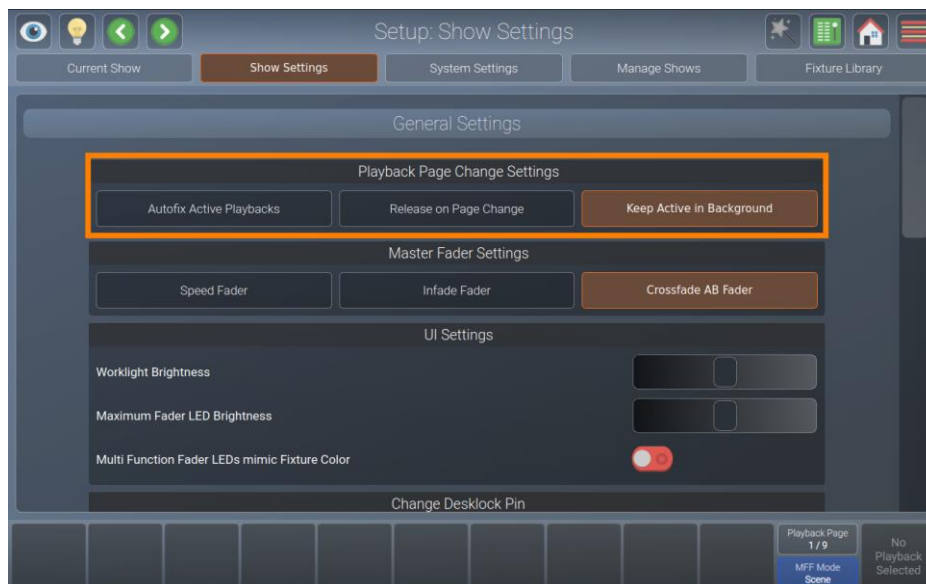 Setup: Show Settings
Current Show
Show Settings
System Settings
Manage Shows
Fixture Library
General Settings
Playback Page Change Settings
Autofix Active Playbacks
Release on Page Change
Keep Active in Background
Master Fader Settings
Speed Fader
Infade Fader
Crossfade AB Fader
UI Settings
Worklight Brightness
Maximum Fader LED Brightness
Multi Function Fader LEDs mimic Fixture Color
Change Desklock Pin
Playback Page
1 / 9
MFF Mode
Scene
No
Playback
Selected